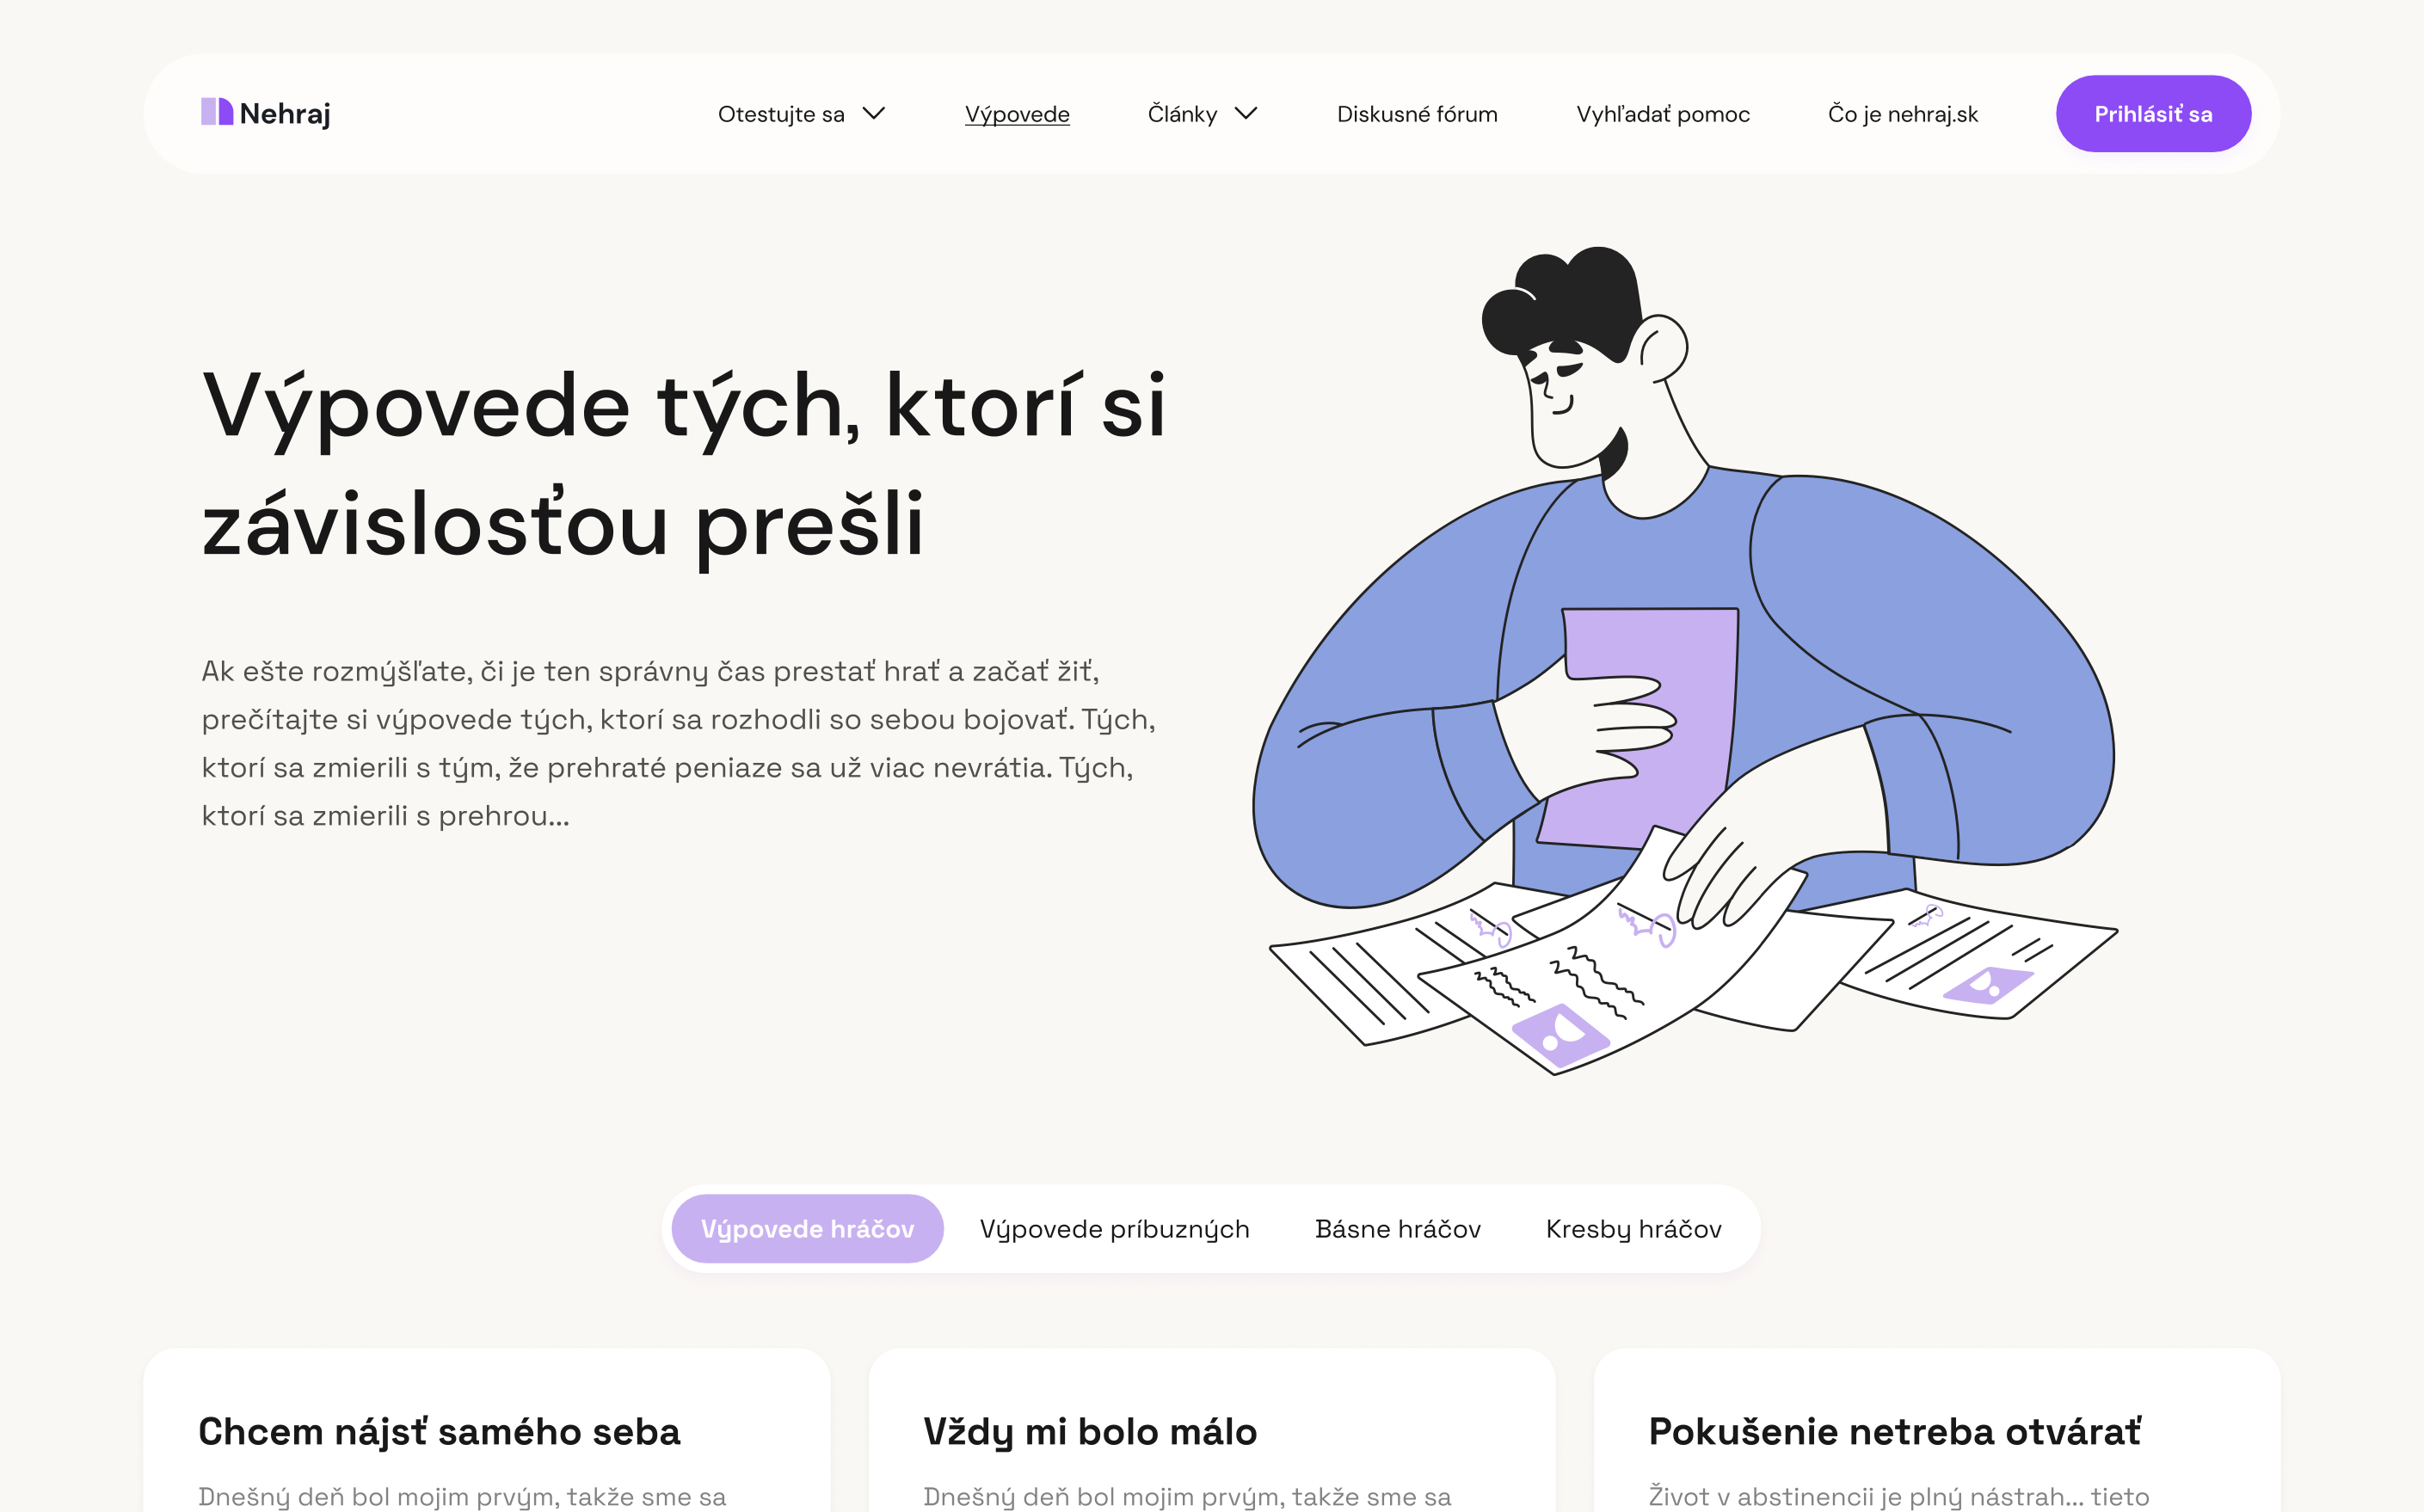 Nehraj
Otestujte sa
Výpovede
Články
Diskusné fórum
Vyhľadať pomoc
Čo je nehraj.sk
Prihlásiť sa
Výpovede tých, ktorí si
závislosťou prešli
Ak ešte rozmýšľate, či je ten správny čas prestať hrať a začať žiť,
prečítajte si výpovede tých, ktorí sa rozhodli so sebou bojovať. Tých,
ktorí sa zmierili s tým, že prehraté peniaze sa už viac nevrátia. Tých,
ktorí sa zmierili s prehrou...
Výpovede hráčov
Výpovede príbuzných
Básne hráčov
Kresby hráčov
Chcem nájsť samého seba
Dnešný deň bol mojim prvým, takže sme sa
Vždy mi bolo málo
Dnešný deň bol mojim prvým, takže sme sa
Pokušenie netreba otvárať
Život v abstinencii je plný nástrah... tieto